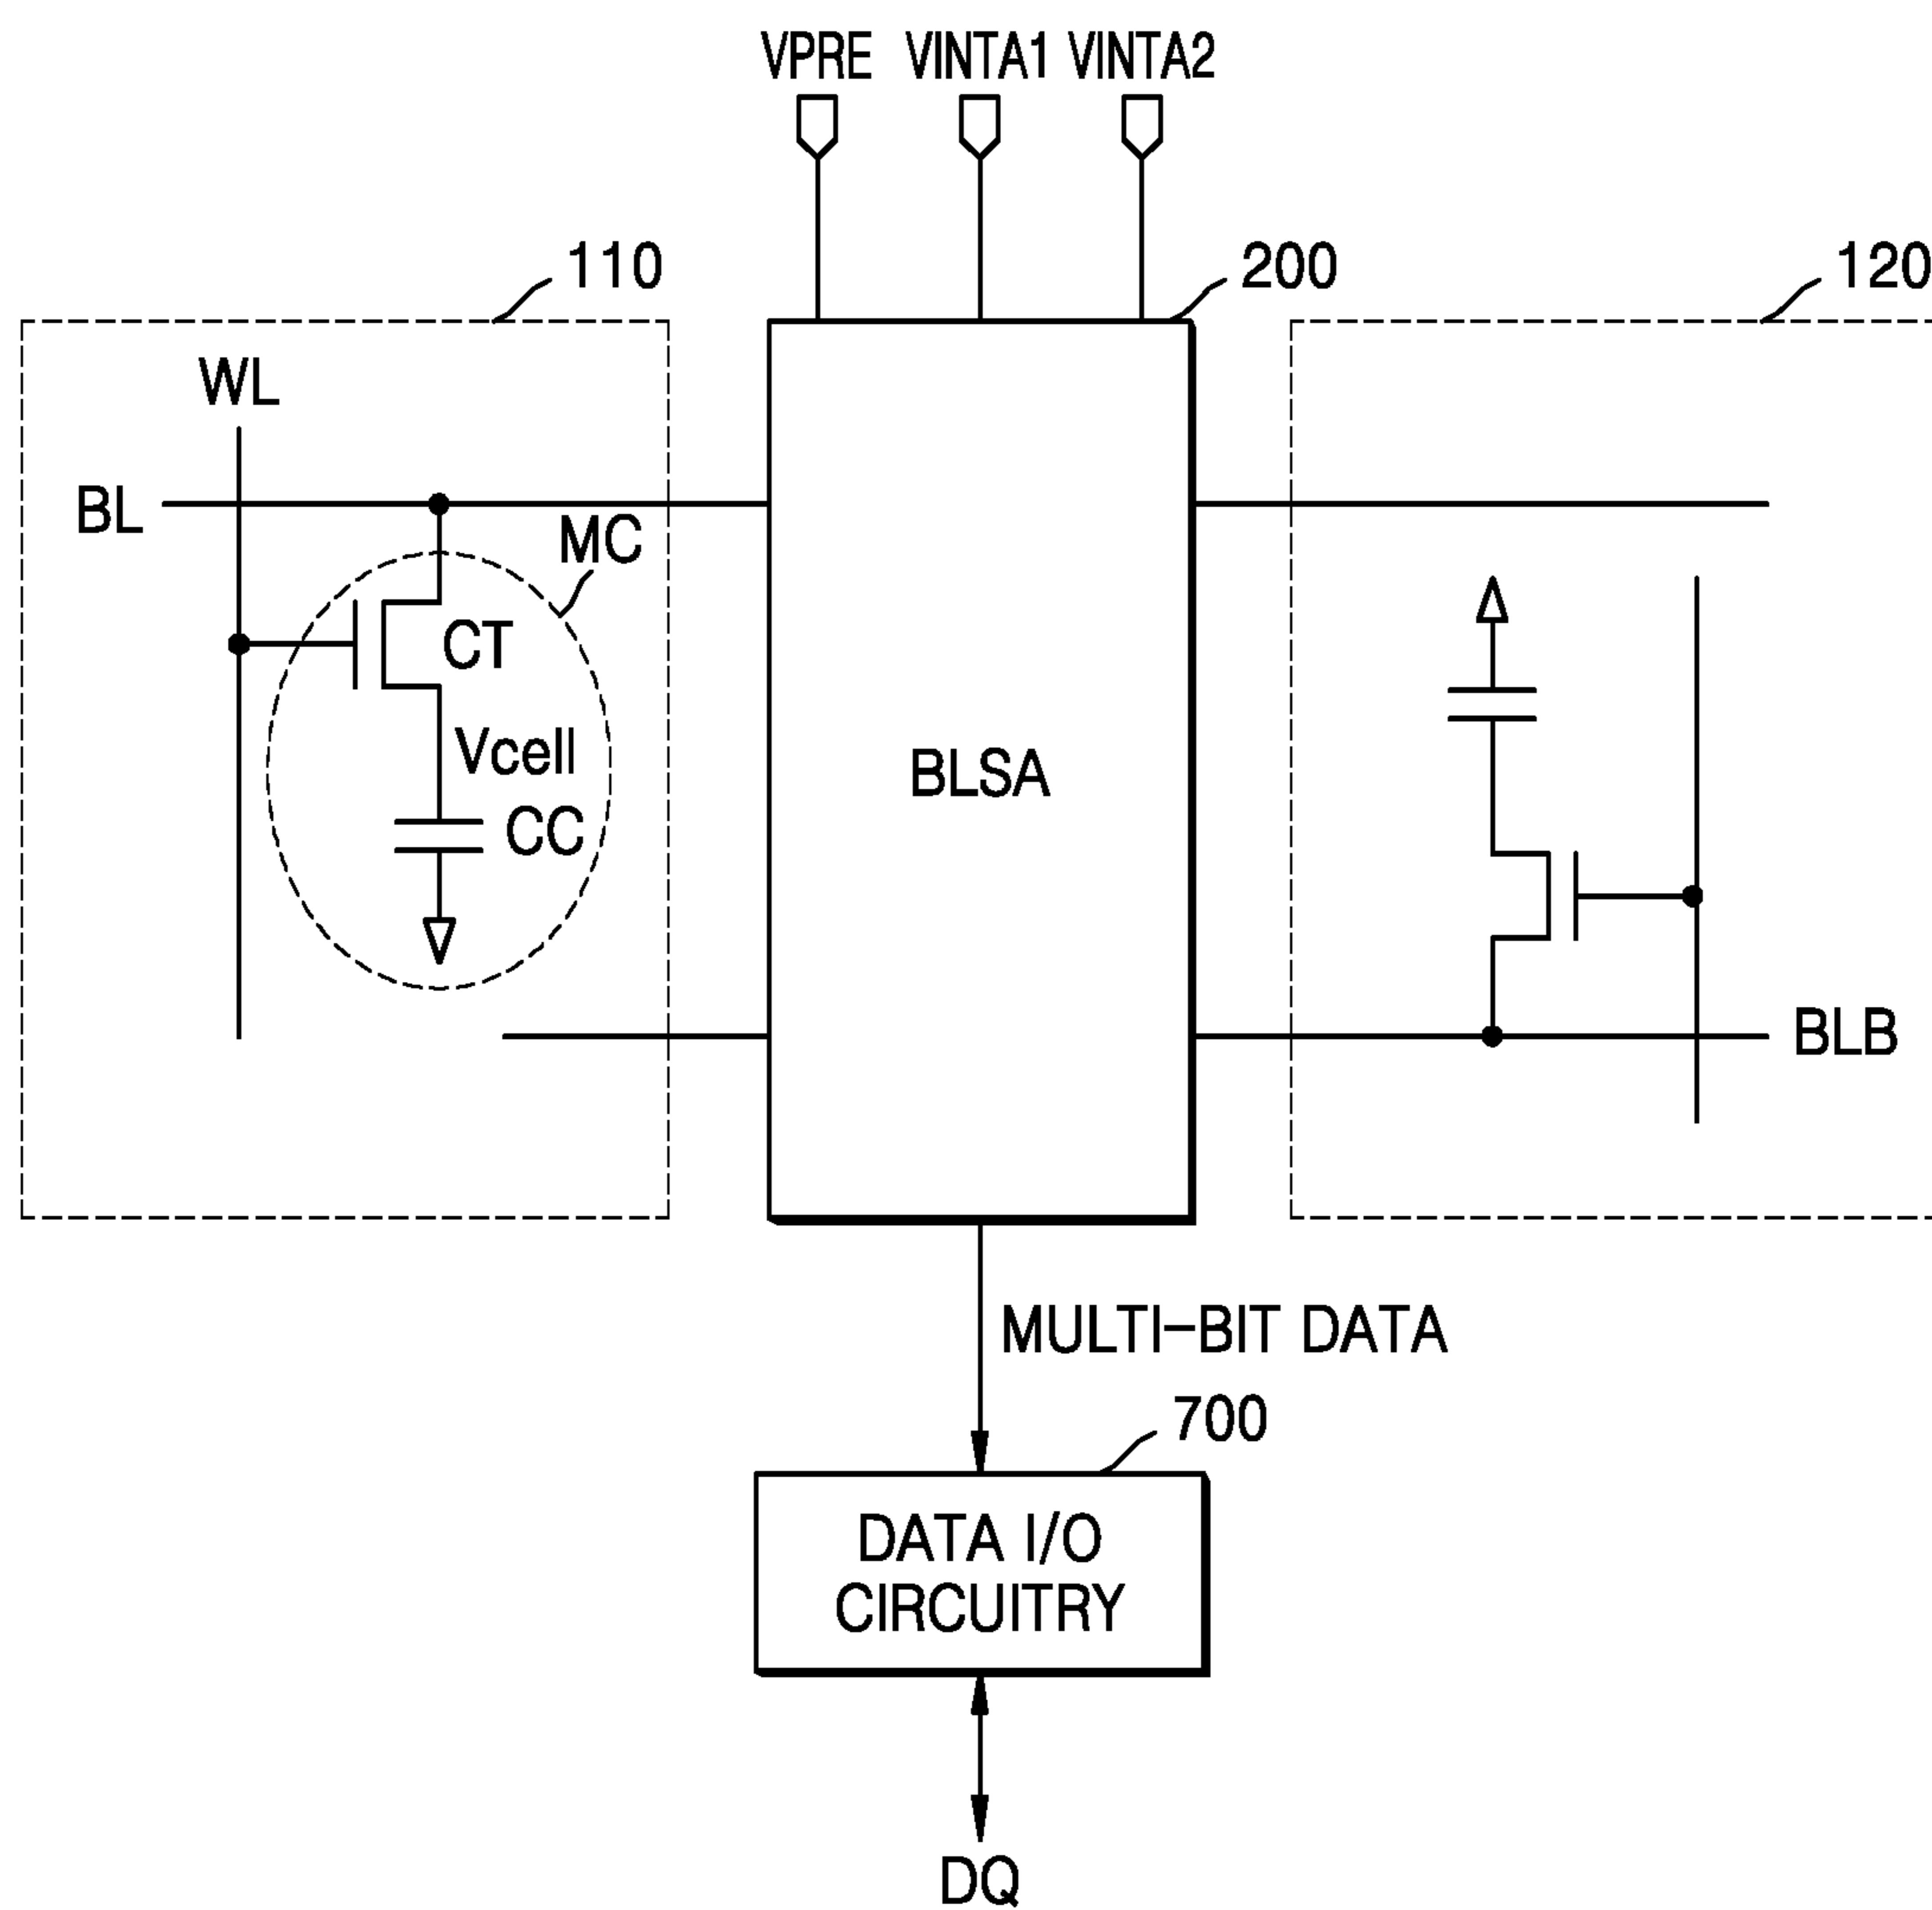 VPRE VINTA1 VINTA2
110
200
120
WL
BL
MC
CT
Vcell
CC
BLSA
BLB
MULTI-BIT DATA
700
DATA I/O
CIRCUITRY
DQ